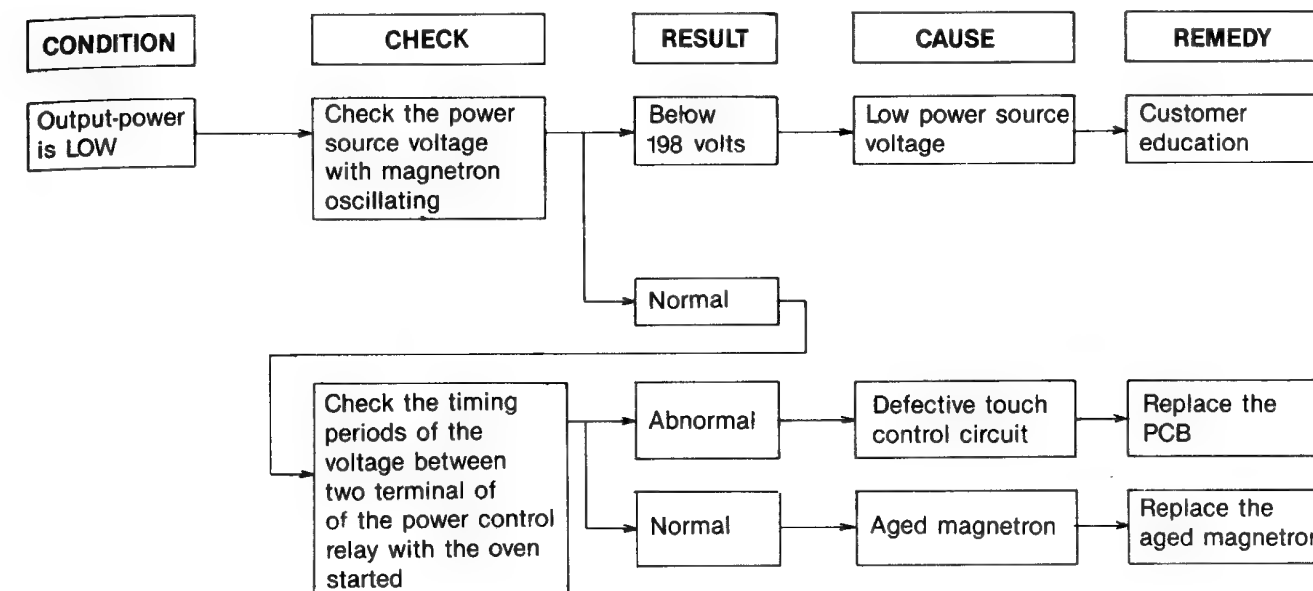 CONDITION
CHECK
RESULT
CAUSE
REMEDY
Output-power
is LOW
Check the power
source voltage
with magnetron
oscillating
Below
198 volts
Low power source
voltage
Customer
education
Normal
Check the timing
periods of the
voltage between
two terminal of
of the power control
relay with the oven
started
Abnormal
Defective touch
control circuit
Replace the
PCB
Normal
Aged magnetron
Replace the
aged magnetron